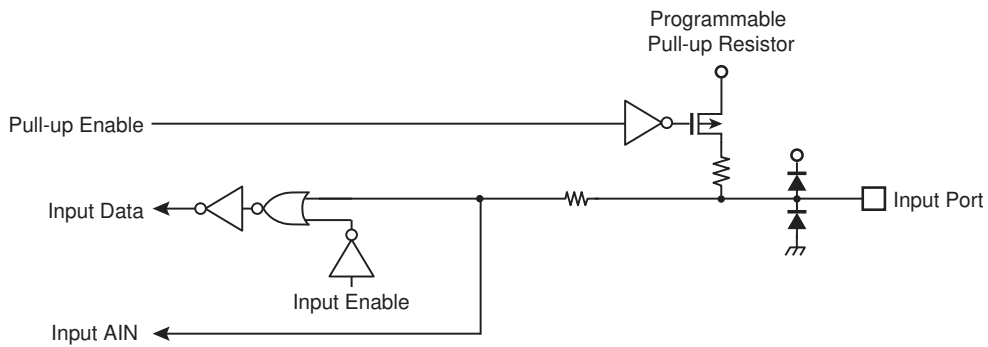 Programmable
Pull-up Resistor
Pull-up Enable
Input Data
Input Port
Input Enable
Input AIN